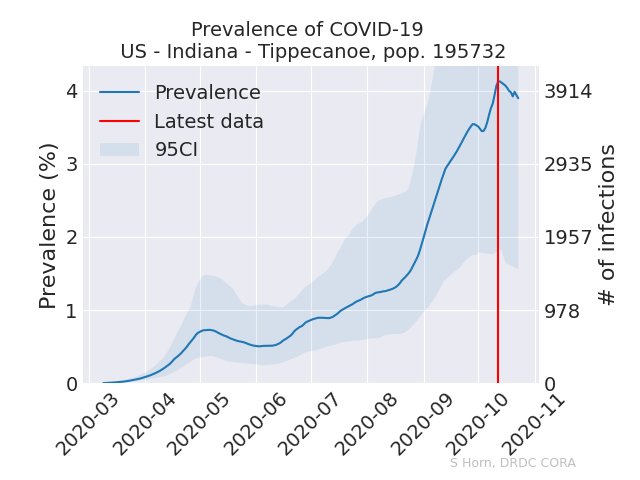 Prevalence of COVID-19
US - Indiana - Tippecanoe, pop. 195732
Prevalence
Latest data
95CI
Prevalence (%)
4
3
2
1
0
3914
2935
1957
978
0
# of infections
2020-03
2020-04
2020-05
2020-06
2020-07
2020-08
2020-09
2020-10
2020-11
S Horn, DRDC CORA